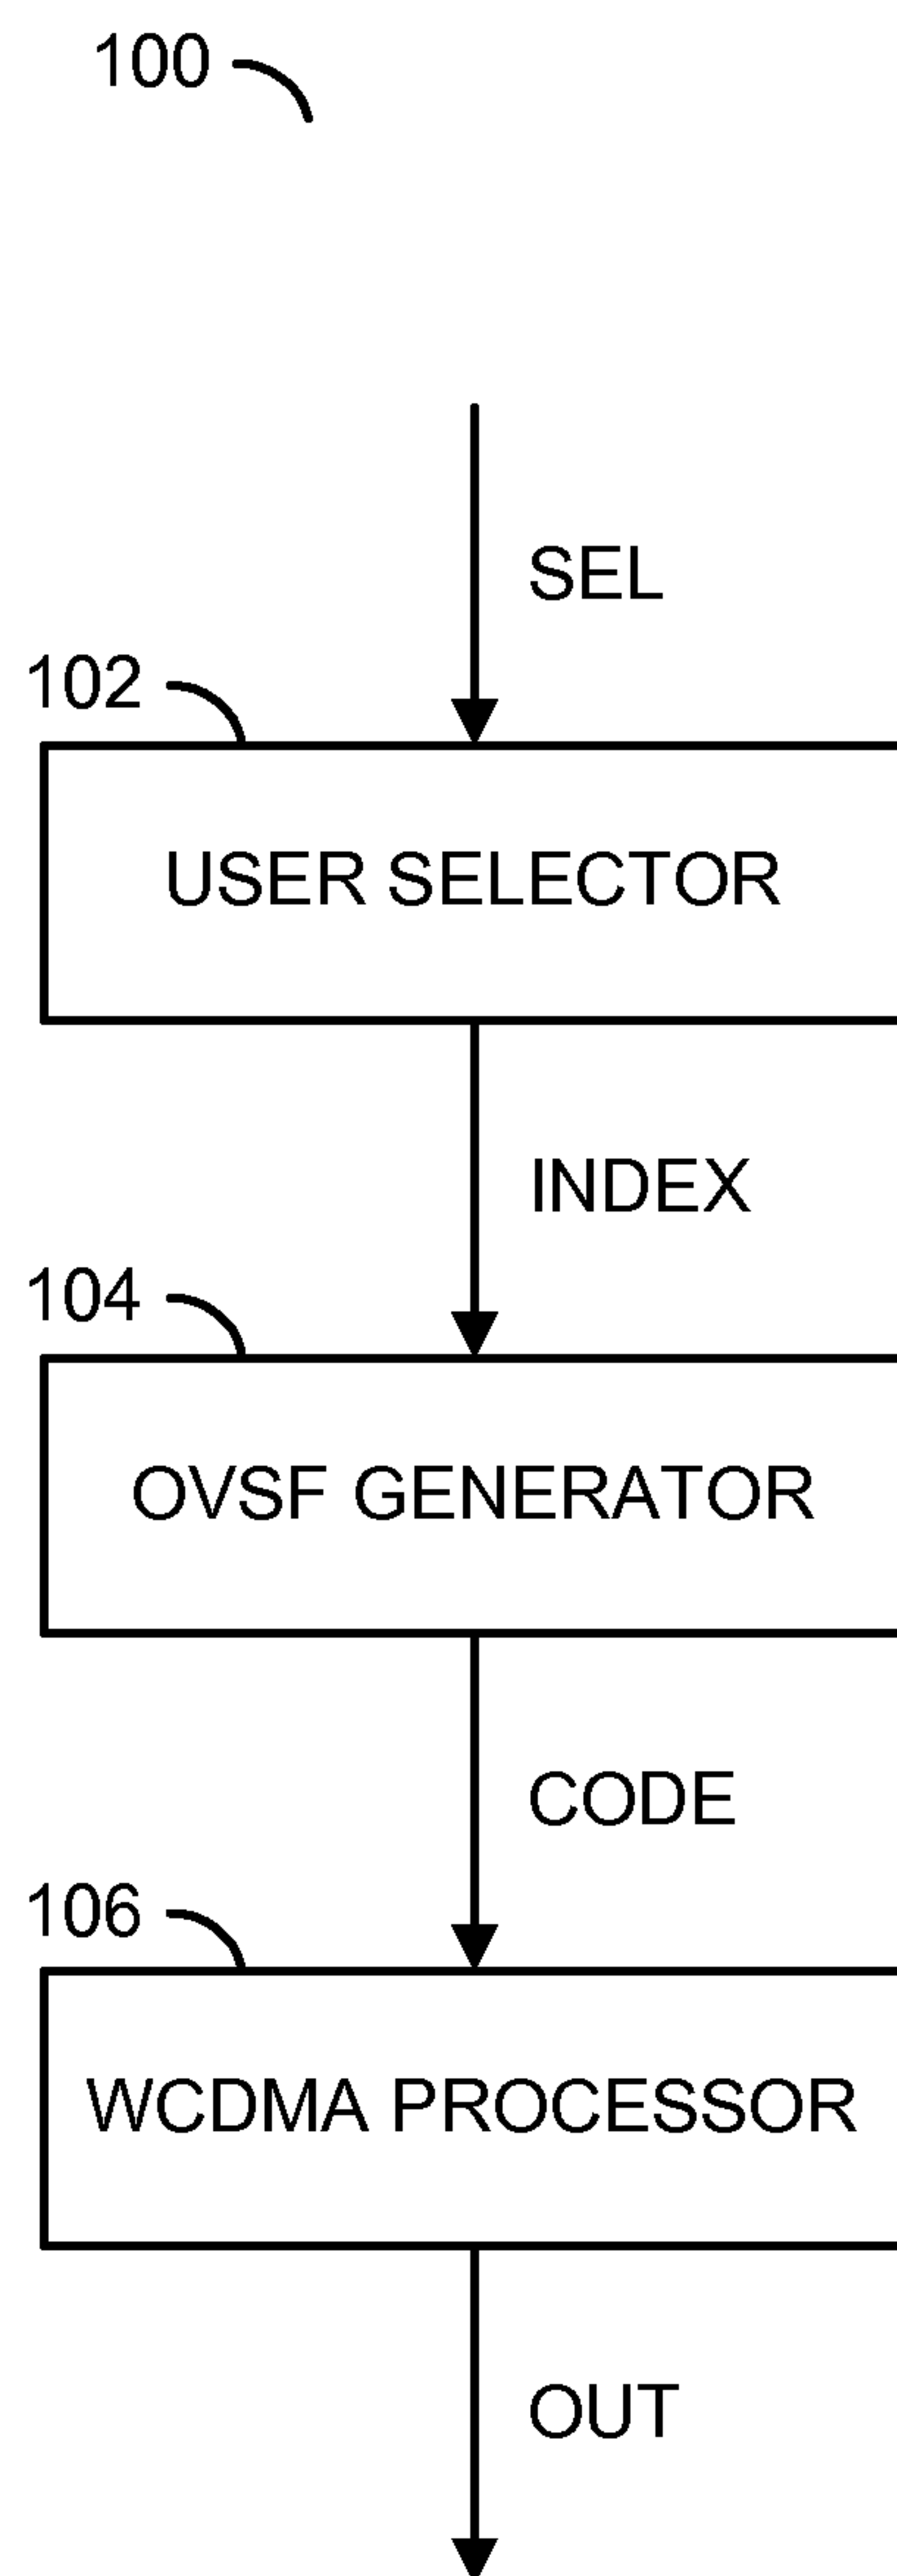 100
SEL
102
USER SELECTOR
INDEX
104
OVSF GENERATOR
CODE
106
WCDMA PROCESSOR
OUT